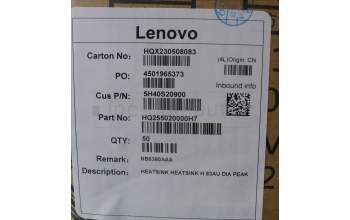 Lenovo
Carton No: HQX230508083 (4L)Origin: CN
PO: 4501965373
Inbound info
Cus P/N: 5H40S20900
Part No: HQ255020000H7
QTY: 50
Remark: NB6380AAA
Description: HEATSINK HEATSINK H 83AU DIA PEAK